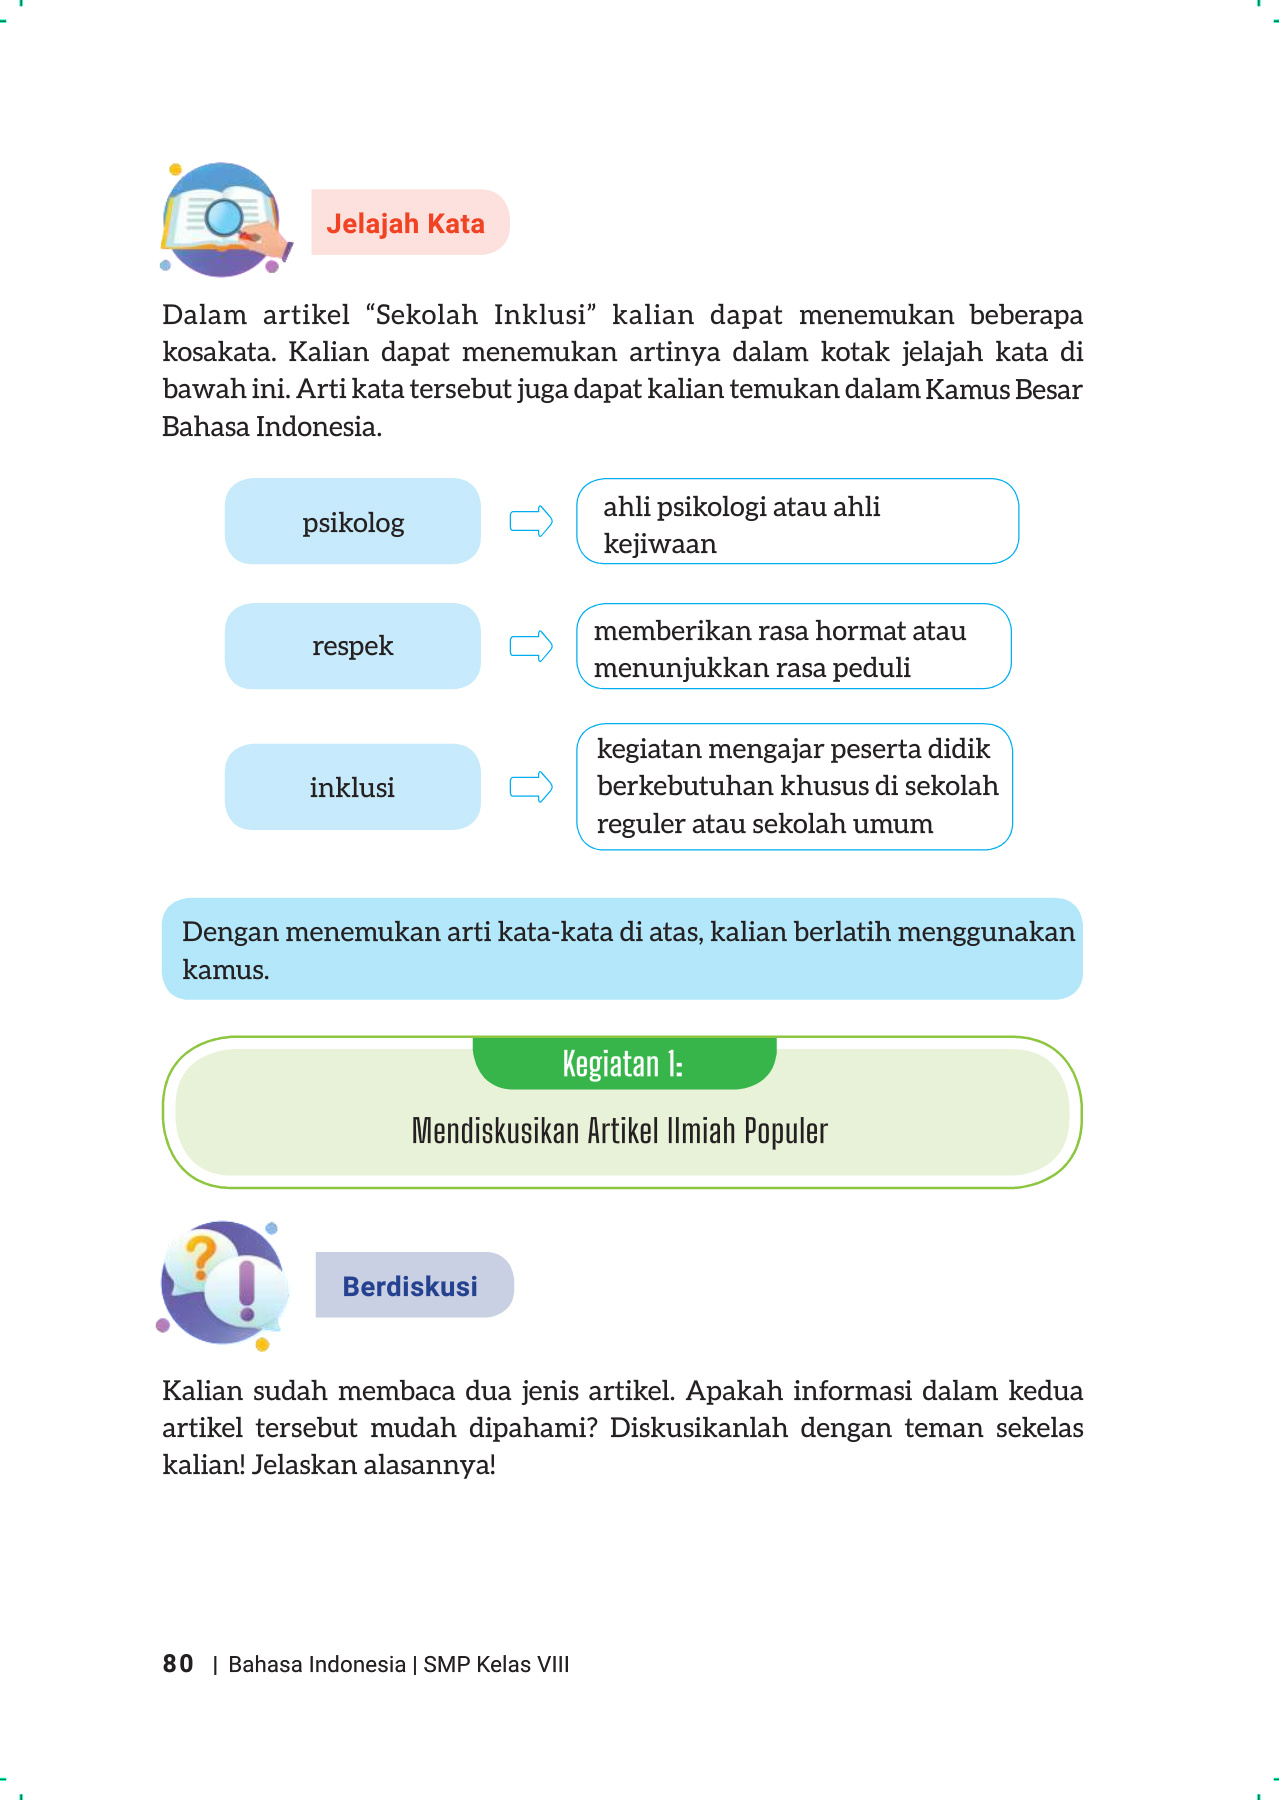 Jelajah Kata
Dalam artikel “Sekolah Inklusi” kalian dapat menemukan beberapa
kosakata. Kalian dapat menemukan artinya dalam kotak jelajah kata di
bawah ini. Arti kata tersebut juga dapat kalian temukan dalam Kamus Besar
Bahasa Indonesia.
psikolog
ahli psikologi atau ahli
kejiwaan
respek
memberikan rasa hormat atau
menunjukkan rasa peduli
inklusi
kegiatan mengajar peserta didik
berkebutuhan khusus di sekolah
reguler atau sekolah umum
Dengan menemukan arti kata-kata di atas, kalian berlatih menggunakan
kamus.
Kegiatan 1:
Mendiskusikan Artikel Ilmiah Populer
Berdiskusi
Kalian sudah membaca dua jenis artikel. Apakah informasi dalam kedua
artikel tersebut mudah dipahami? Diskusikanlah dengan teman sekelas
kalian! Jelaskan alasannya!
80 | Bahasa Indonesia | SMP Kelas VIII